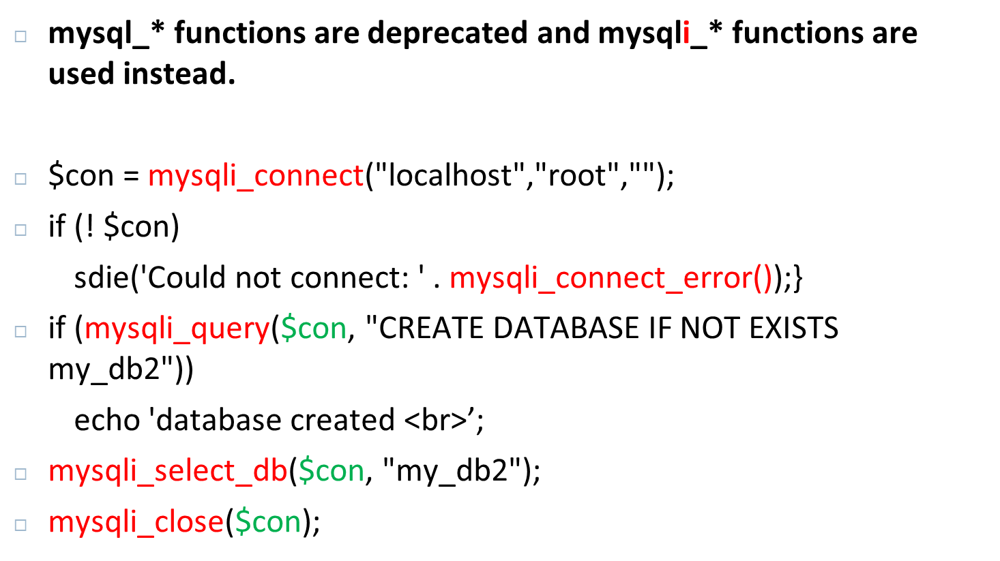 mysql_* functions are deprecated and mysqli_* functions are
used instead.
$con = mysqli_connect("localhost","root","");
if (! $con)
sdie('Could not connect: ' . mysqli_connect_error());}
if (mysqli_query($con, "CREATE DATABASE IF NOT EXISTS
my_db2"))
echo 'database created <br>’;
mysqli_select_db($con, "my_db2");
mysqli_close($con);